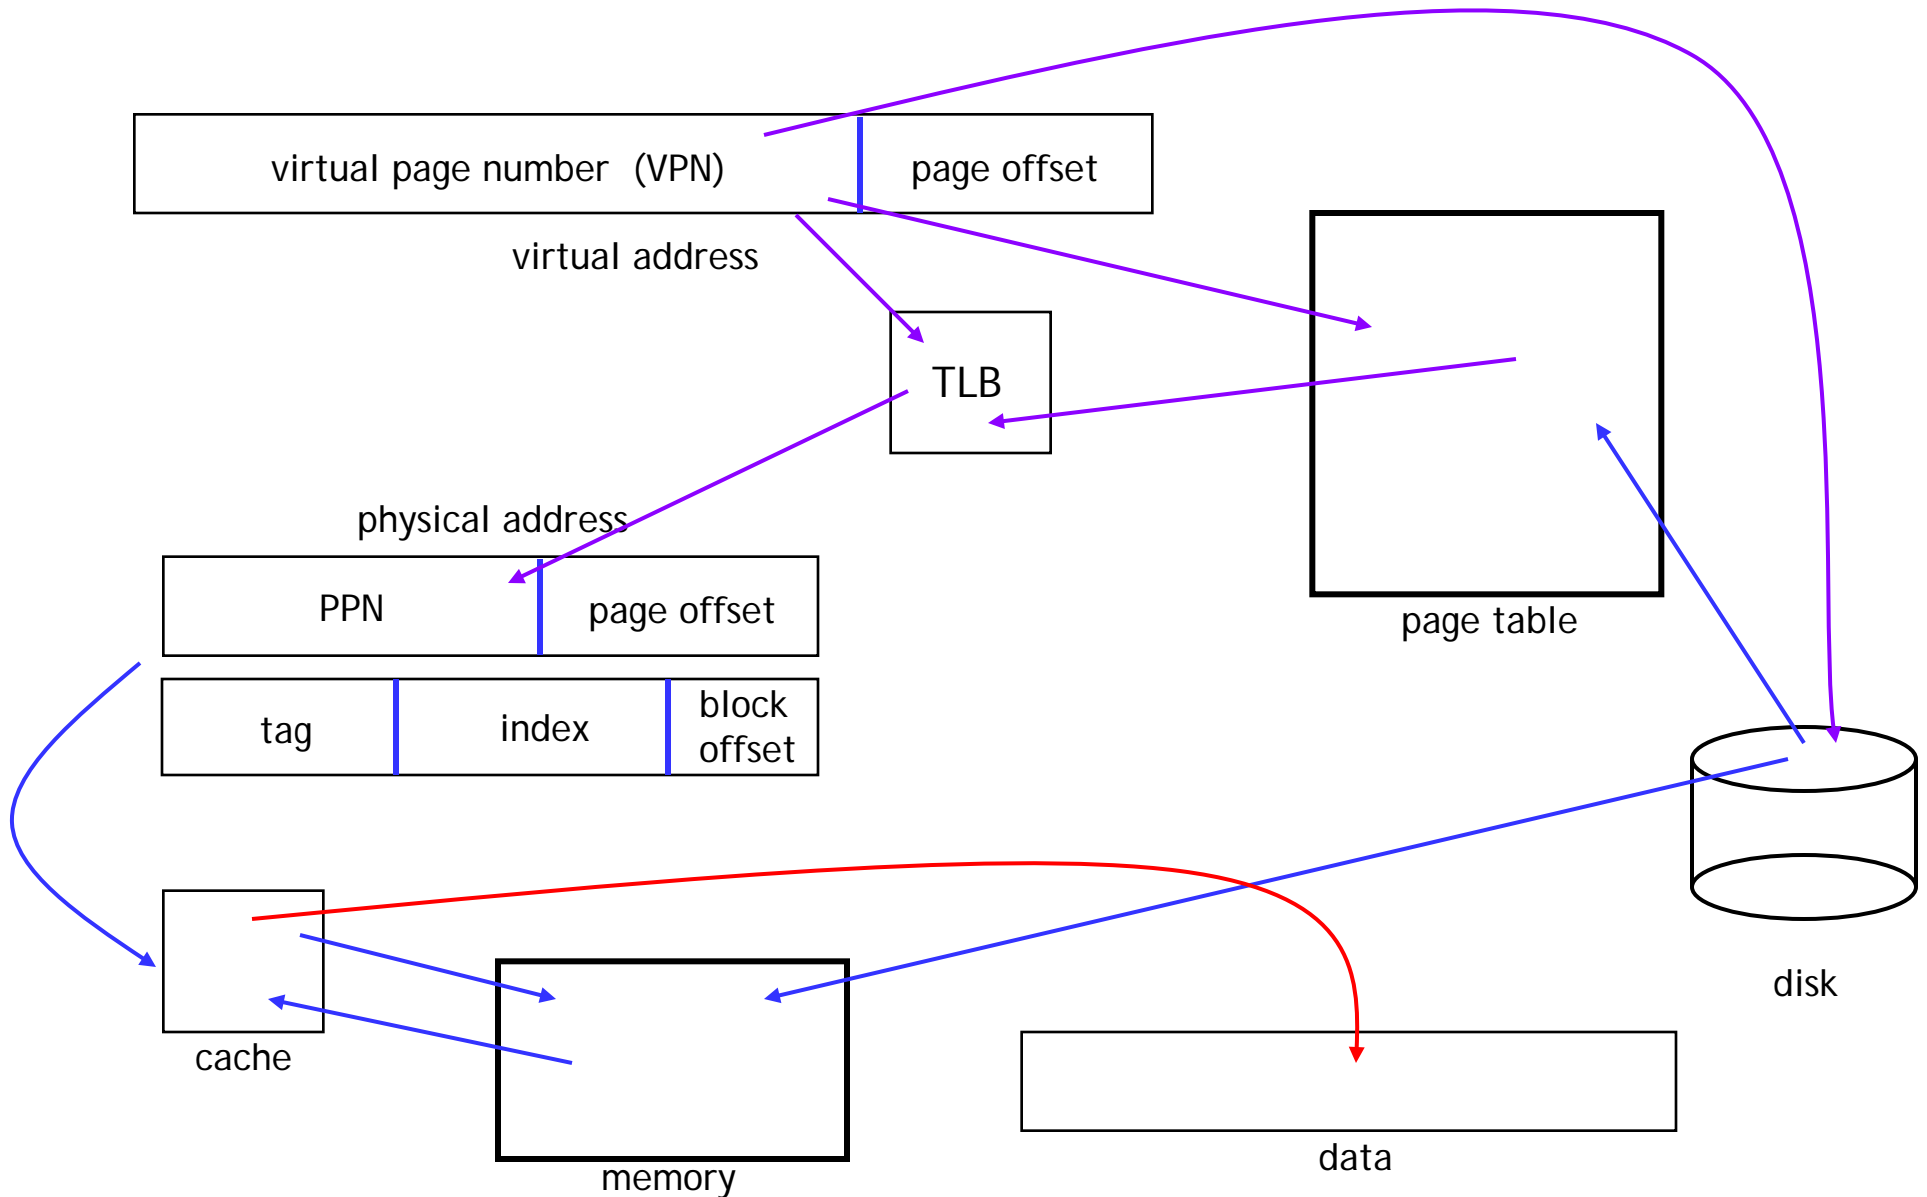 virtual page number (VPN)
page offset
virtual address
TLB
physical address
PPN
page offset
page table
tag
index
block
offset
disk
cache
data
memory